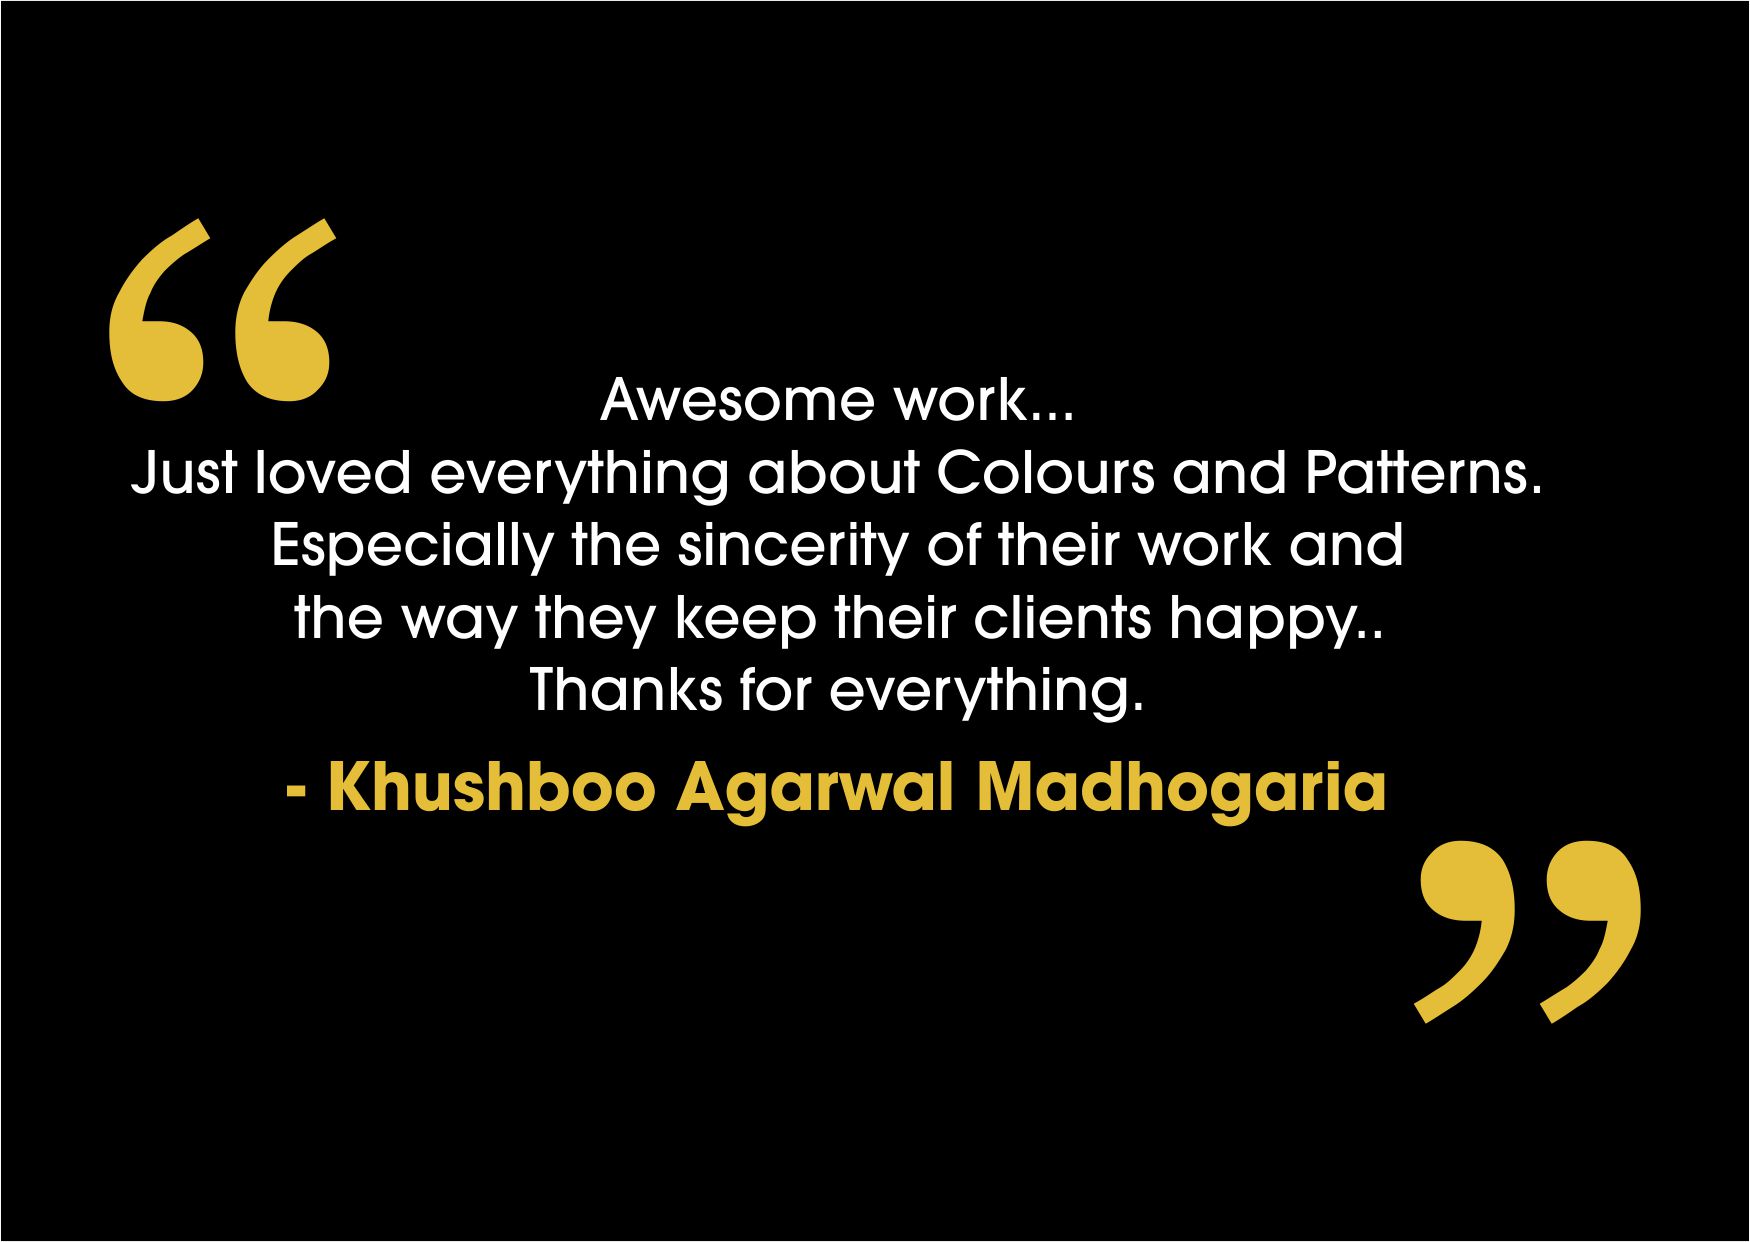 “
Awesome work...
Just loved everything about Colours and Patterns.
Especially the sincerity of their work and
the way they keep their clients happy..
Thanks for everything.
- Khushboo Agarwal Madhogaria
”